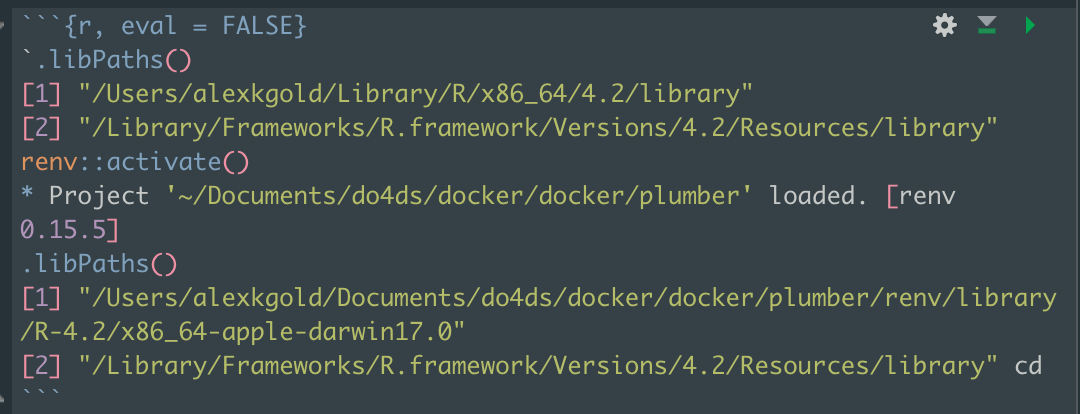 ```{r, eval = FALSE}
`.libPaths()
[1] "/Users/alexkgold/Library/R/x86_64/4.2/library"
[2] "/Library/Frameworks/R.framework/Versions/4.2/Resources/library"
renv::activate()
* Project '~/Documents/do4ds/docker/docker/plumber' loaded. [renv
0.15.5]
.libPaths()
[1] "/Users/alexkgold/Documents/do4ds/docker/docker/plumber/renv/library
/R-4.2/x86_64-apple-darwin17.0"
[2] "/Library/Frameworks/R.framework/Versions/4.2/Resources/library" cd
```